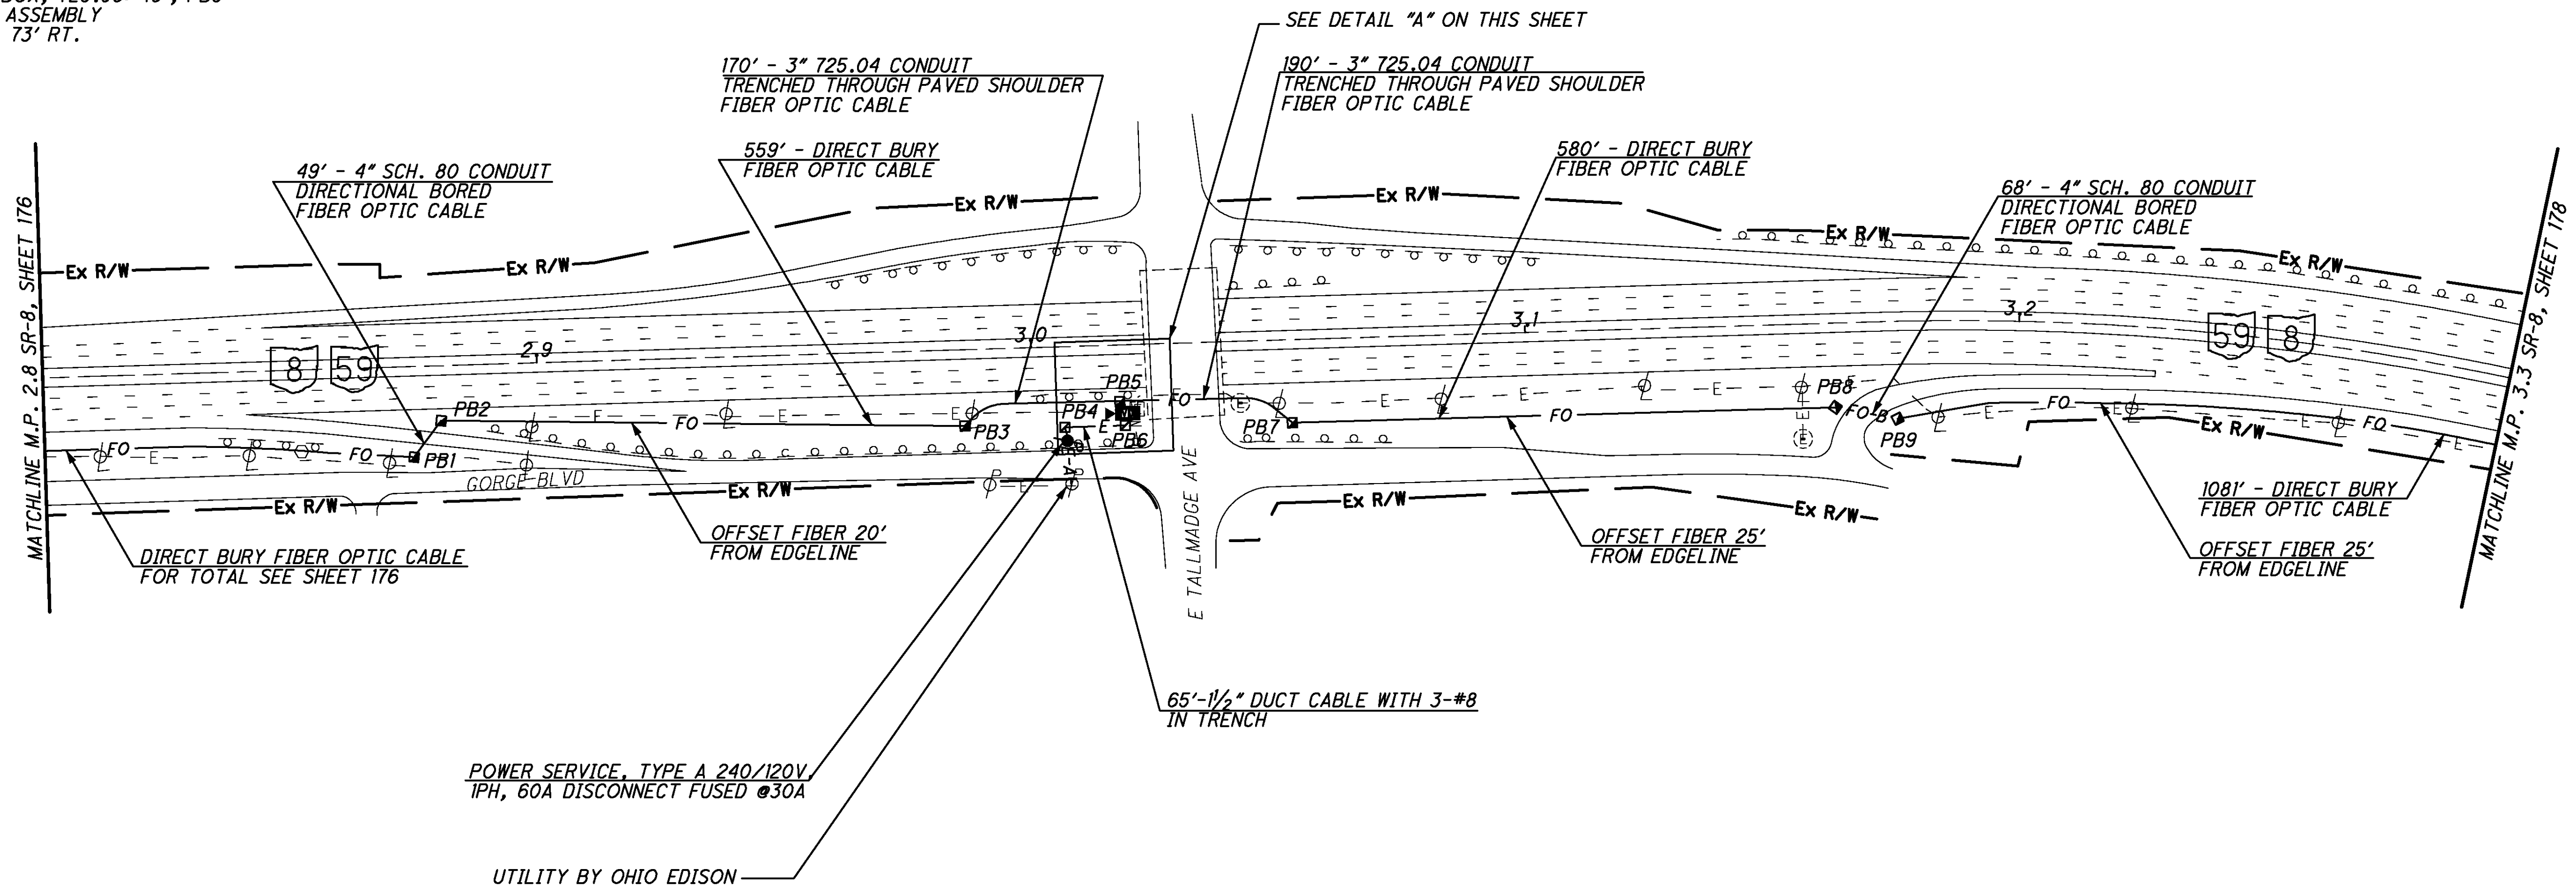 ASSEMBLY
73' RT.
SEE DETAIL "A" ON THIS SHEET
170' - 3" 725.04 CONDUIT
TRENCHED THROUGH PAVED SHOULDER
FIBER OPTIC CABLE
190' - 3" 725.04 CONDUIT
TRENCHED THROUGH PAVED SHOULDER
FIBER OPTIC CABLE
49' - 4" SCH. 80 CONDUIT
DIRECTIONAL BORED
FIBER OPTIC CABLE
559' - DIRECT BURY
FIBER OPTIC CABLE
580' - DIRECT BURY
FIBER OPTIC CABLE
68' - 4" SCH. 80 CONDUIT
DIRECTIONAL BORED
FIBER OPTIC CABLE
MATCHLINE M.P. 2.8 SR-8, SHEET 176
MATCHLINE M.P. 3.3 SR-8, SHEET 178
Ex R/W
Ex R/W
Ex R/W
Ex R/W
Ex R/W
Ex R/W
8
59
2.9
3.0
3.1
3.2
59
8
PB1
PB2
PB3
PB4
PB5
PB6
PB7
PB8
PB9
FO
FO
FO
FO
FO
FO
FO
FO
E
E
E
E
E
E
GORGE BLVD
E TALLMADGE AVE
Ex R/W
Ex R/W
Ex R/W
Ex R/W
Ex R/W
DIRECT BURY FIBER OPTIC CABLE
FOR TOTAL SEE SHEET 176
OFFSET FIBER 20'
FROM EDGELINE
OFFSET FIBER 25'
FROM EDGELINE
1081' - DIRECT BURY
FIBER OPTIC CABLE
OFFSET FIBER 25'
FROM EDGELINE
65'-1½" DUCT CABLE WITH 3-#8
IN TRENCH
POWER SERVICE, TYPE A 240/120V,
1PH, 60A DISCONNECT FUSED @30A
UTILITY BY OHIO EDISON